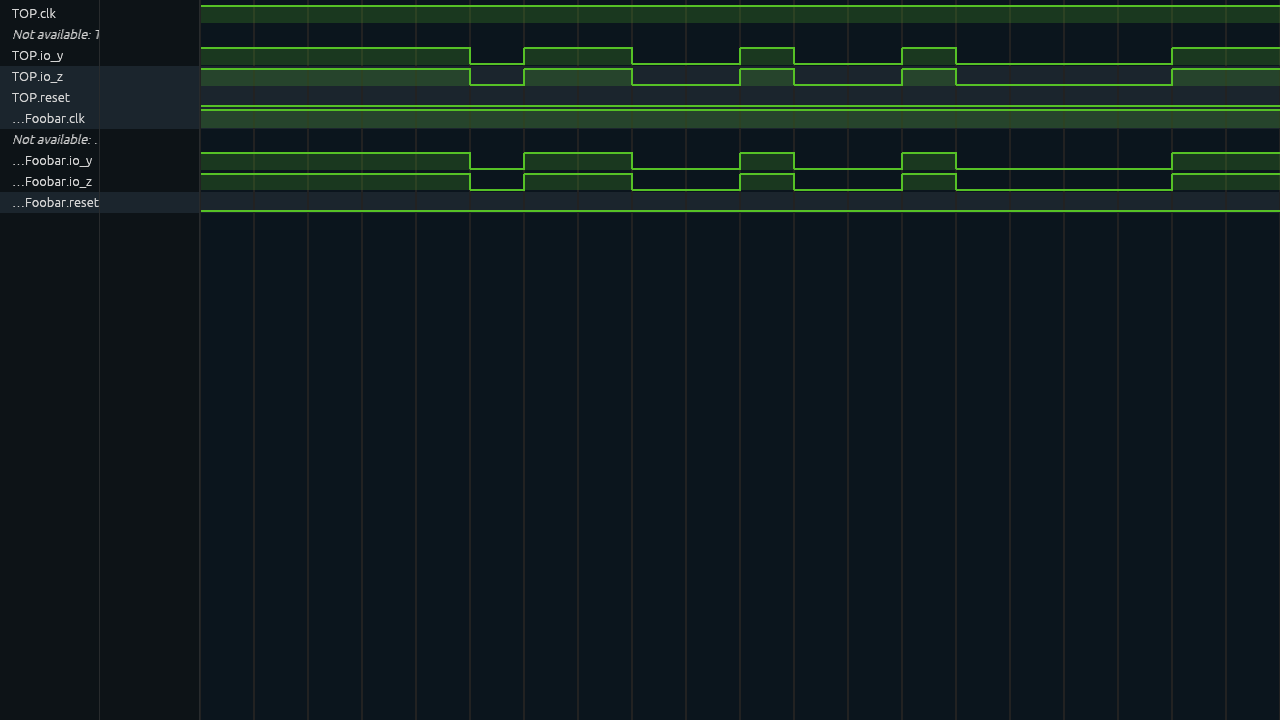 TOP.clk
Not available:
TOP.io_y
TOP.io_z
TOP.reset
…Foobar.clk
Not available: .
…Foobar.io_y
…Foobar.io_z
…Foobar.reset